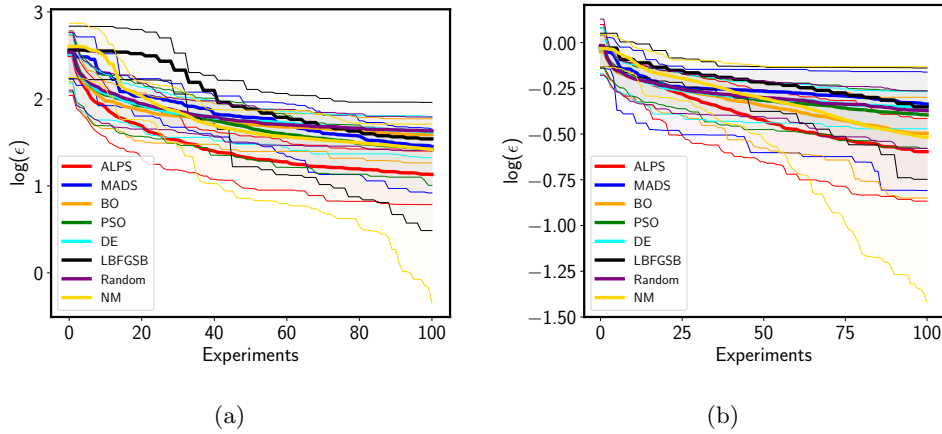 3
2
1
0
log(ϵ)
ALPS
MADS
BO
PSO
DE
LBFGSB
Random
NM
0
20
40
60
80
100
Experiments
(a)
0.00
−0.25
−0.50
−0.75
−1.00
−1.25
−1.50
log(ϵ)
ALPS
MADS
BO
PSO
DE
LBFGSB
Random
NM
0
25
50
75
100
Experiments
(b)